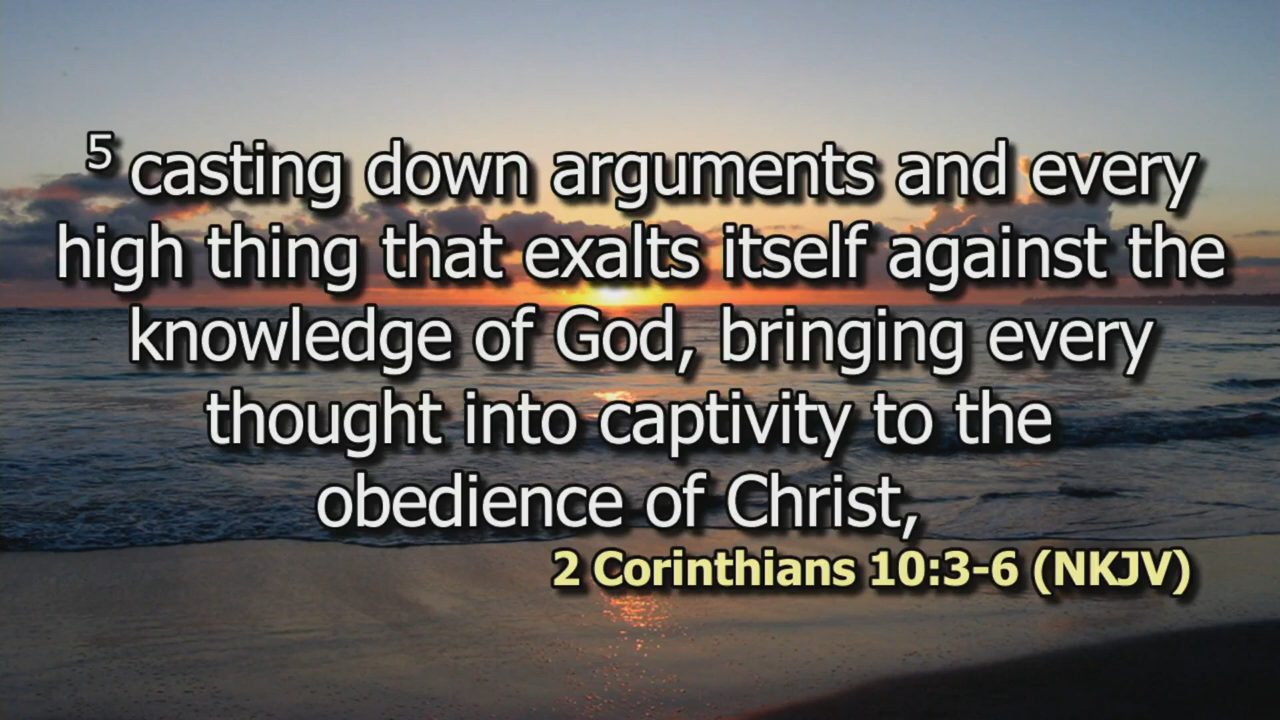 5 casting down arguments and every
high thing that exalts itself against the
knowledge of God, bringing every
thought into captivity to the
obedience of Christ,
2 Corinthians 10:3-6 (NKJV)